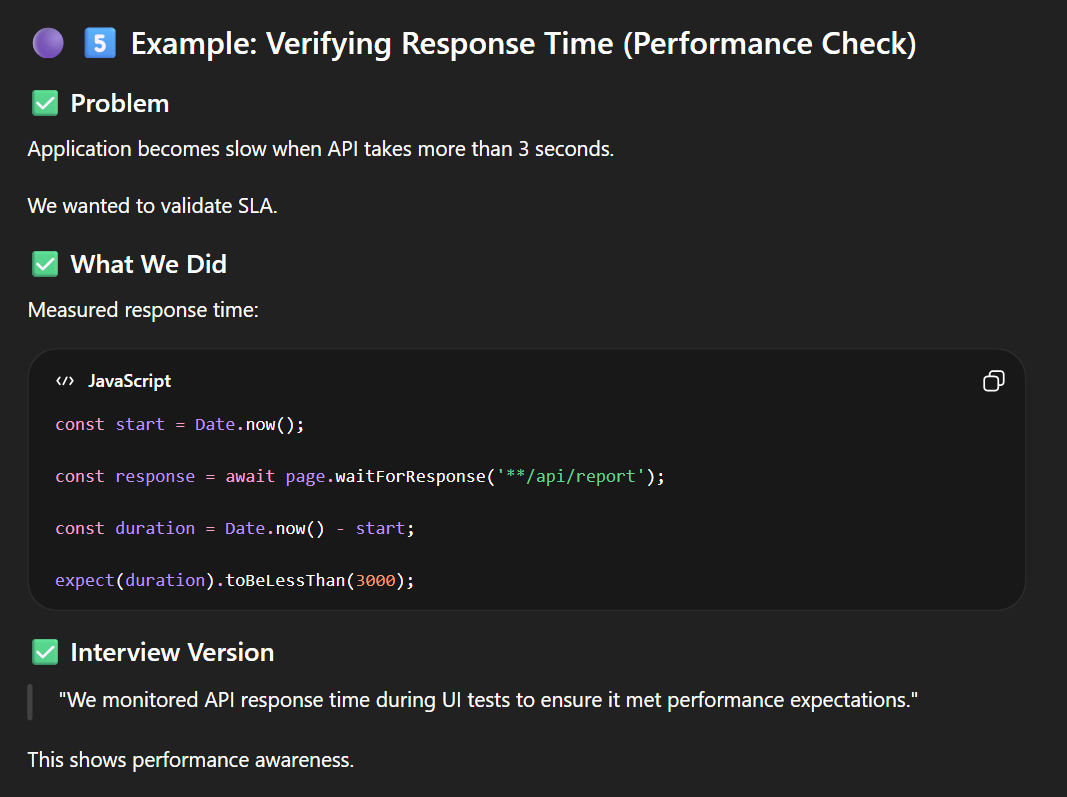 🟣 5️⃣ Example: Verifying Response Time (Performance Check)
✅ Problem
Application becomes slow when API takes more than 3 seconds.
We wanted to validate SLA.
✅ What We Did
Measured response time:
</> JavaScript
const start = Date.now();
const response = await page.waitForResponse('**/api/report');
const duration = Date.now() - start;
expect(duration).toBeLessThan(3000);
✅ Interview Version
"We monitored API response time during UI tests to ensure it met performance expectations."
This shows performance awareness.